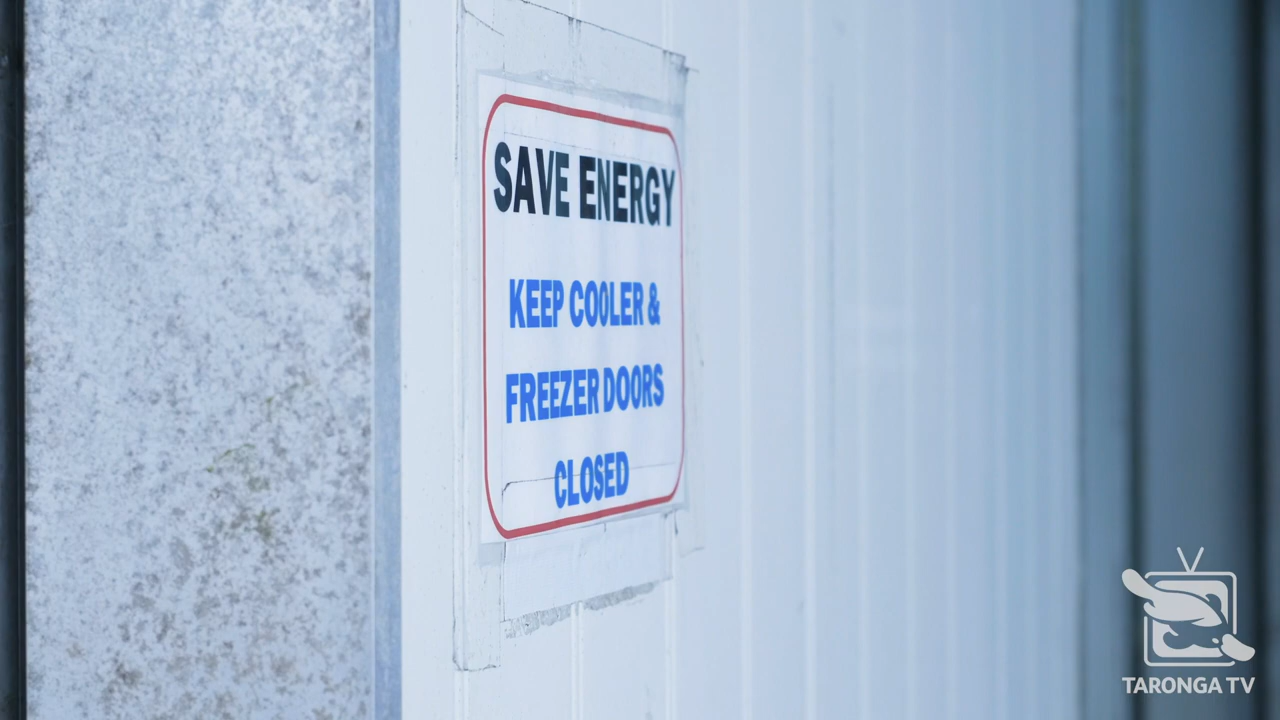 SAVE ENERGY
KEEP COOLER &
FREEZER DOORS
CLOSED
TARONGA TV